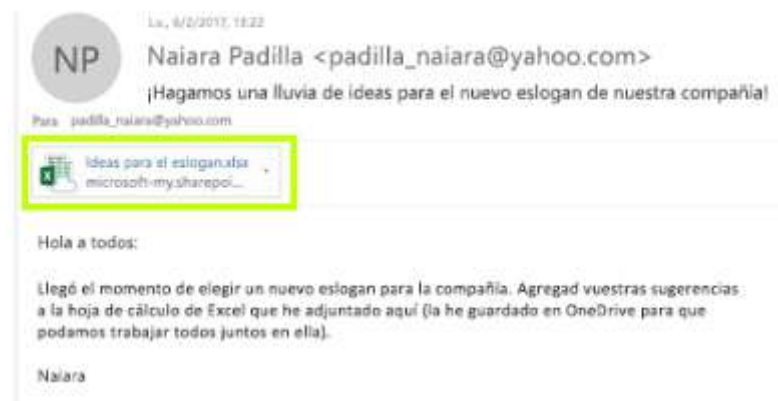 Lu., 6/2/2017, 13:22
NP
Naiara Padilla <padilla_naiara@yahoo.com>
¡Hagamos una lluvia de ideas para el nuevo eslogan de nuestra compañía!
Para padilla_naiara@yahoo.com
Ideas para el eslogan.xlsx
microsoft-my.sharepoi...
Hola a todos:
Llegó el momento de elegir un nuevo eslogan para la compañía. Agregad vuestras sugerencias
a la hoja de cálculo de Excel que he adjuntado aquí (la he guardado en OneDrive para que
podamos trabajar todos juntos en ella).
Naiara